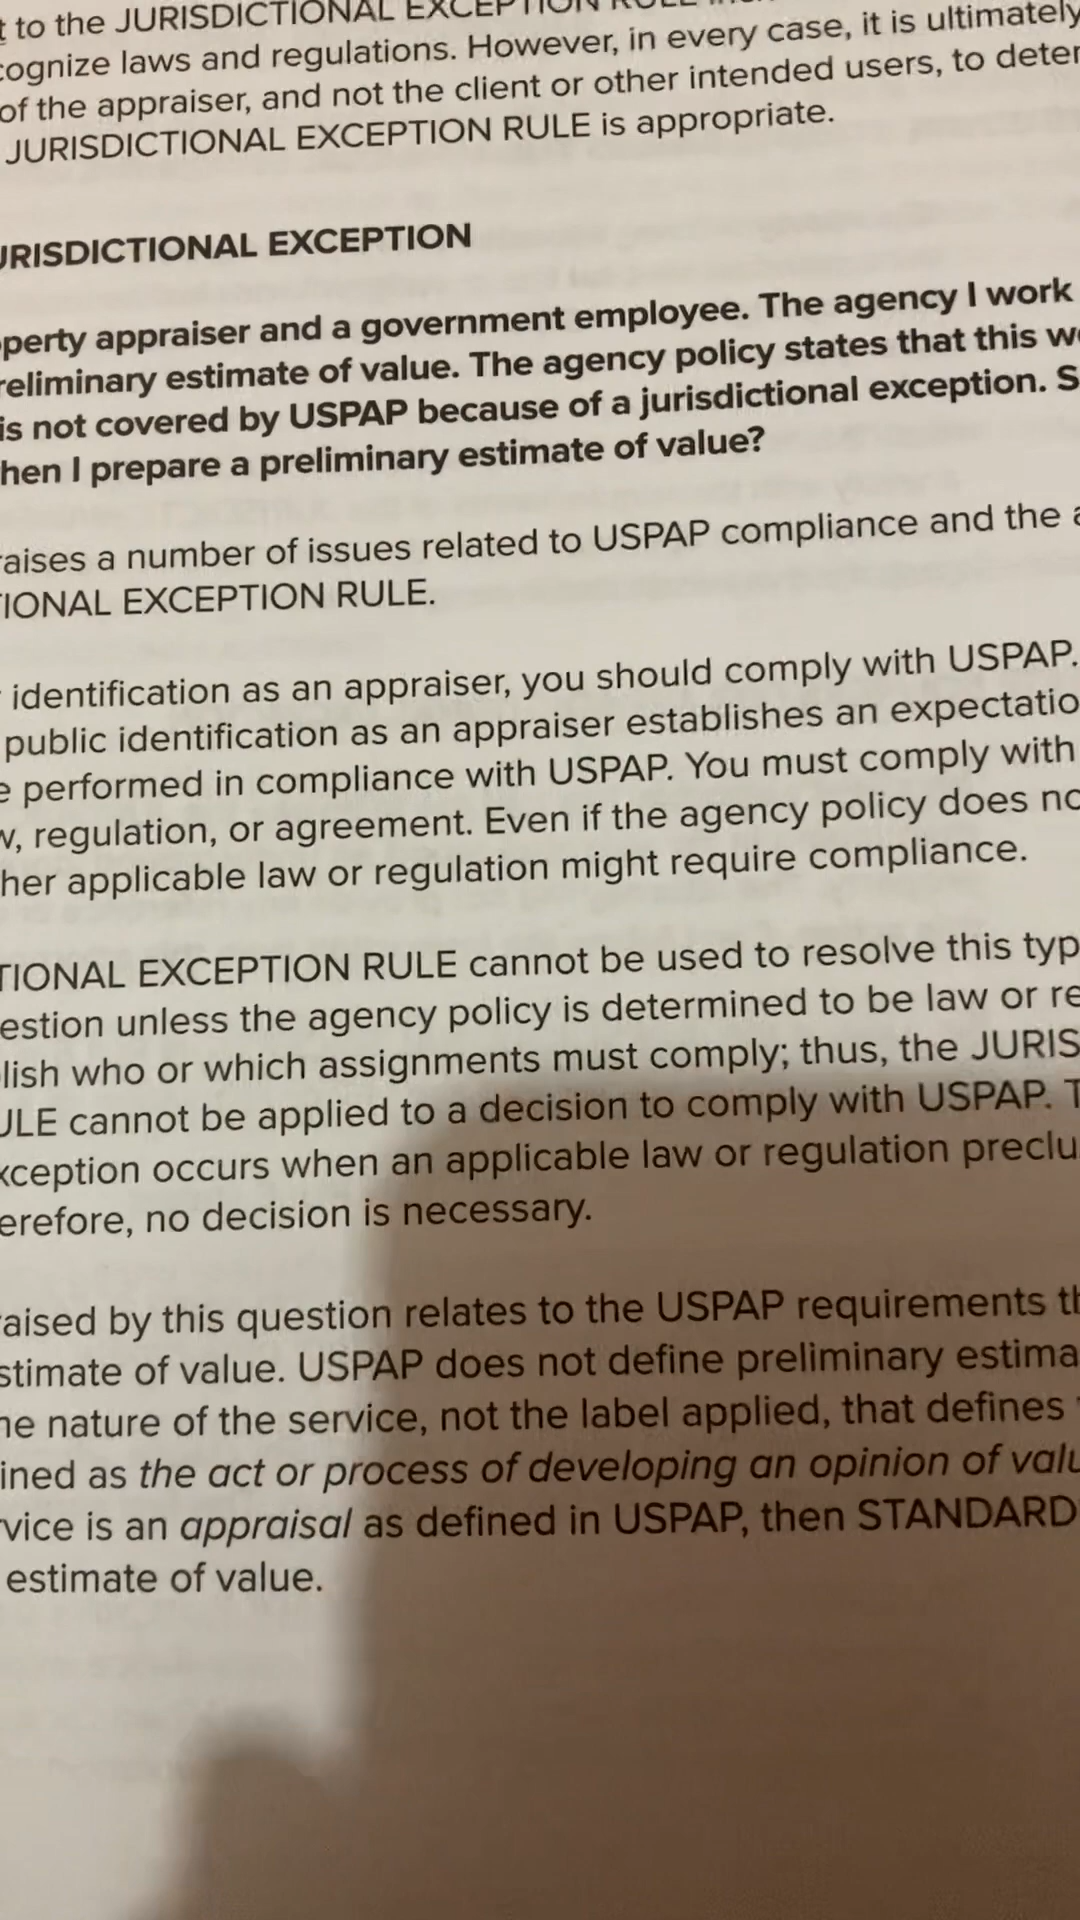 to the JURISDICTIONAL EXCEPTION RULE
cognize laws and regulations. However, in every case, it is ultimately
of the appraiser, and not the client or other intended users, to deter
JURISDICTIONAL EXCEPTION RULE is appropriate.
URISDICTIONAL EXCEPTION
perty appraiser and a government employee. The agency I work
reliminary estimate of value. The agency policy states that this w
is not covered by USPAP because of a jurisdictional exception. S
hen I prepare a preliminary estimate of value?
raises a number of issues related to USPAP compliance and the a
TIONAL EXCEPTION RULE.
identification as an appraiser, you should comply with USPAP.
public identification as an appraiser establishes an expectatio
e performed in compliance with USPAP. You must comply with
w, regulation, or agreement. Even if the agency policy does no
her applicable law or regulation might require compliance.
TIONAL EXCEPTION RULE cannot be used to resolve this typ
estion unless the agency policy is determined to be law or re
lish who or which assignments must comply; thus, the JURIS
ULE cannot be applied to a decision to comply with USPAP. T
xception occurs when an applicable law or regulation preclu
erefore, no decision is necessary.
raised by this question relates to the USPAP requirements th
stimate of value. USPAP does not define preliminary estima
he nature of the service, not the label applied, that defines
ined as the act or process of developing an opinion of valu
vice is an appraisal as defined in USPAP, then STANDARD
estimate of value.